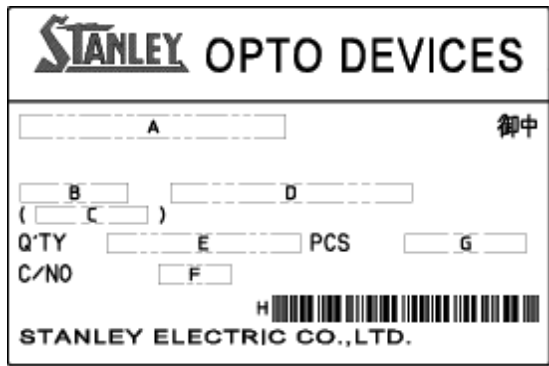 STANLEY OPTO DEVICES
A 御中
B D
( C )
Q'TY E PCS G
C/NO F
H
STANLEY ELECTRIC CO.,LTD.